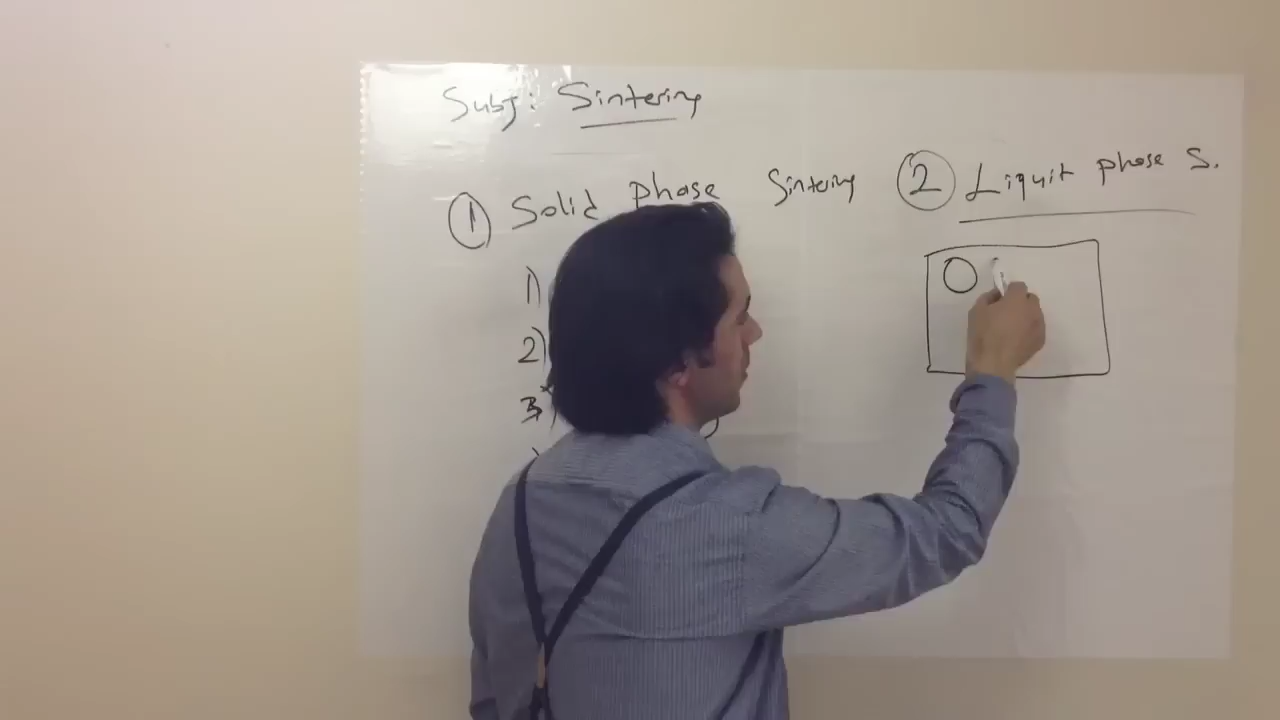 Subj: Sintering
① Solid phase Sintering
② Liquit phase S.
1)
2)
3)